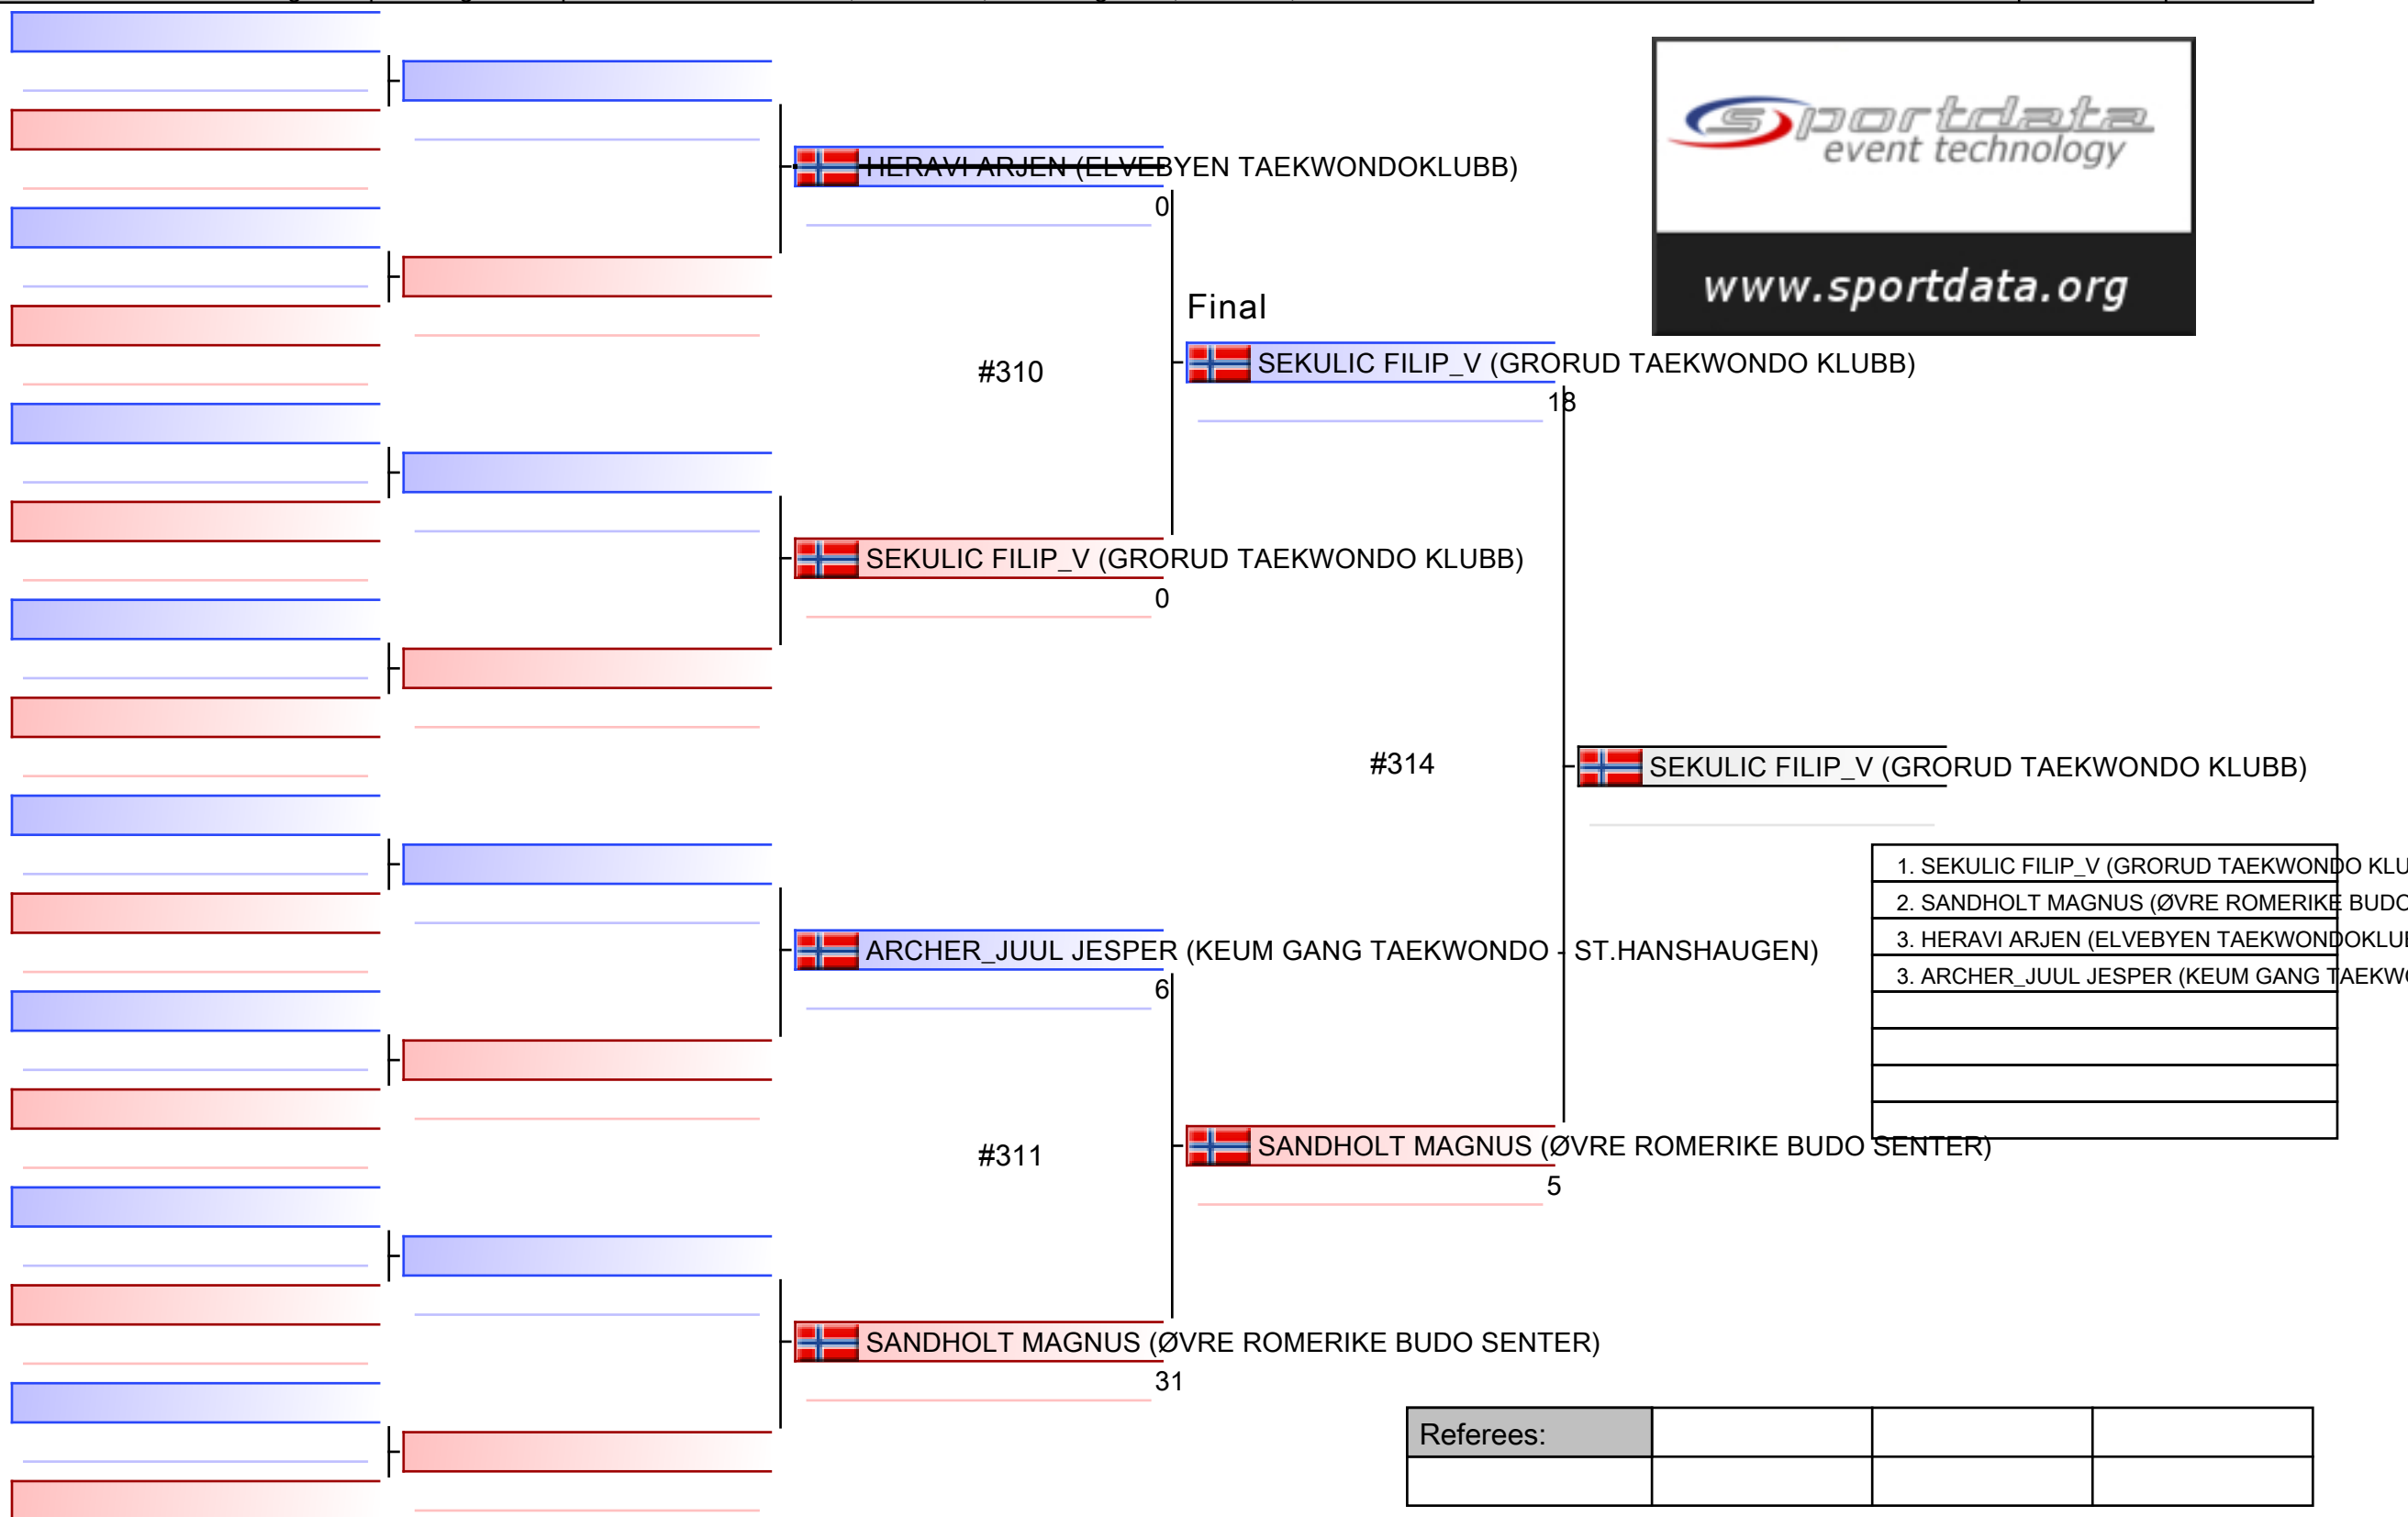 sportdata
event technology
www.sportdata.org
HERAVI ARJEN (ELVEBYEN TAEKWONDOKLUBB)
0
Final
#310
SEKULIC FILIP_V (GRORUD TAEKWONDO KLUBB)
18
SEKULIC FILIP_V (GRORUD TAEKWONDO KLUBB)
0
#314
SEKULIC FILIP_V (GRORUD TAEKWONDO KLUBB)
1. SEKULIC FILIP_V (GRORUD TAEKWONDO KLU
2. SANDHOLT MAGNUS (ØVRE ROMERIKE BUDO
3. HERAVI ARJEN (ELVEBYEN TAEKWONDOKLU
3. ARCHER_JUUL JESPER (KEUM GANG TAEKW
ARCHER_JUUL JESPER (KEUM GANG TAEKWONDO - ST.HANSHAUGEN)
6
#311
SANDHOLT MAGNUS (ØVRE ROMERIKE BUDO SENTER)
5
SANDHOLT MAGNUS (ØVRE ROMERIKE BUDO SENTER)
31
Referees: